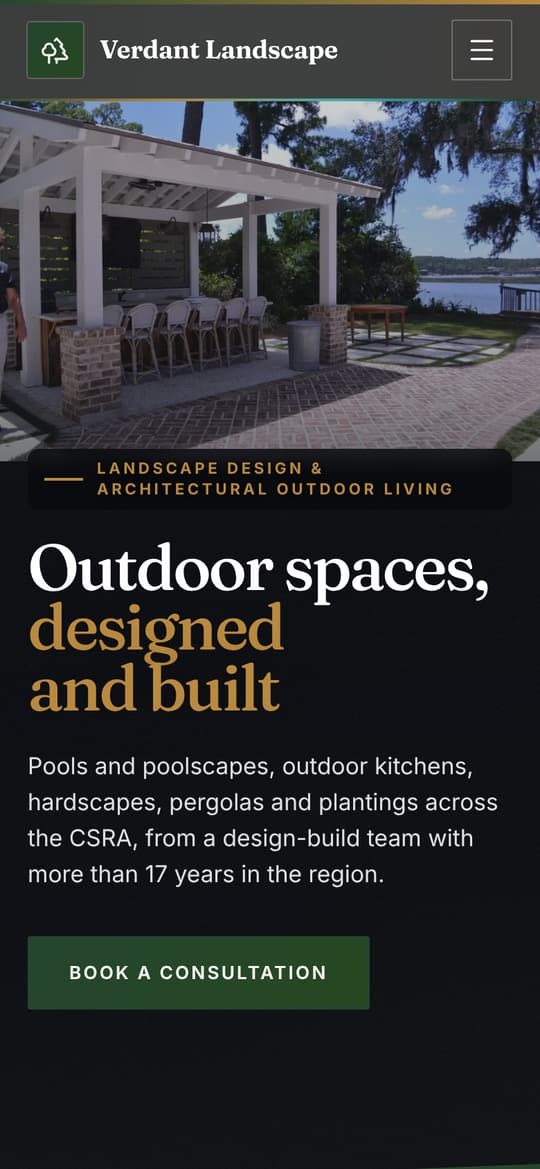 Verdant Landscape
LANDSCAPE DESIGN &
ARCHITECTURAL OUTDOOR LIVING
Outdoor spaces,
designed
and built
Pools and poolscapes, outdoor kitchens,
hardscapes, pergolas and plantings across
the CSRA, from a design-build team with
more than 17 years in the region.
BOOK A CONSULTATION